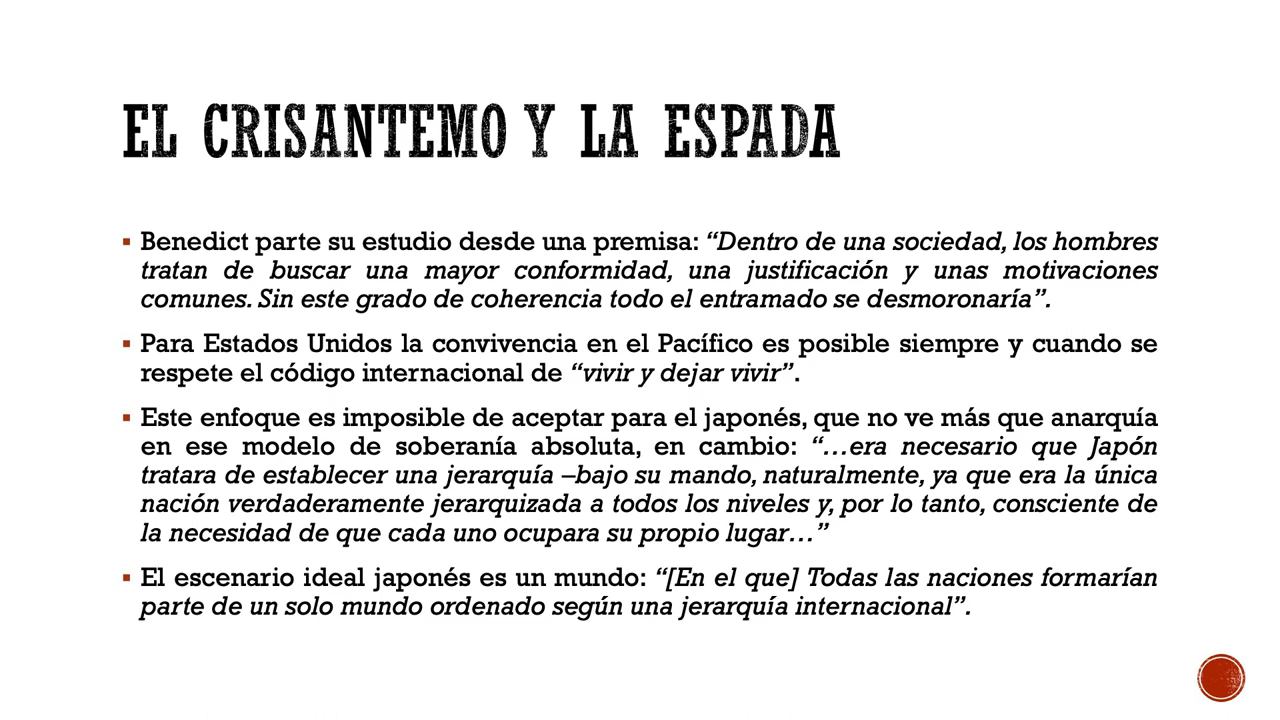 EL CRISANTEMO Y LA ESPADA
▪ Benedict parte su estudio desde una premisa: “Dentro de una sociedad, los hombres
tratan de buscar una mayor conformidad, una justificación y unas motivaciones
comunes. Sin este grado de coherencia todo el entramado se desmoronaría”.
▪ Para Estados Unidos la convivencia en el Pacífico es posible siempre y cuando se
respete el código internacional de “vivir y dejar vivir”.
▪ Este enfoque es imposible de aceptar para el japonés, que no ve más que anarquía
en ese modelo de soberanía absoluta, en cambio: “…era necesario que Japón
tratara de establecer una jerarquía –bajo su mando, naturalmente, ya que era la única
nación verdaderamente jerarquizada a todos los niveles y, por lo tanto, consciente de
la necesidad de que cada uno ocupara su propio lugar…”
▪ El escenario ideal japonés es un mundo: “[En el que] Todas las naciones formarían
parte de un solo mundo ordenado según una jerarquía internacional”.